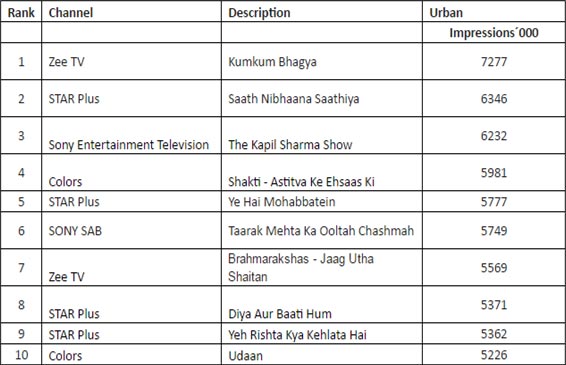 Rank Channel Description Urban
Impressions´000
1 Zee TV Kumkum Bhagya 7277
2 STAR Plus Saath Nibhaana Saathiya 6346
3 Sony Entertainment Television The Kapil Sharma Show 6232
4 Colors Shakti - Astitva Ke Ehsaas Ki 5981
5 STAR Plus Ye Hai Mohabbatein 5777
6 SONY SAB Taarak Mehta Ka Ooltah Chashmah 5749
7 Zee TV Brahmarakshas - Jaag Utha
Shaitan 5569
8 STAR Plus Diya Aur Baati Hum 5371
9 STAR Plus Yeh Rishta Kya Kehlata Hai 5362
10 Colors Udaan 5226